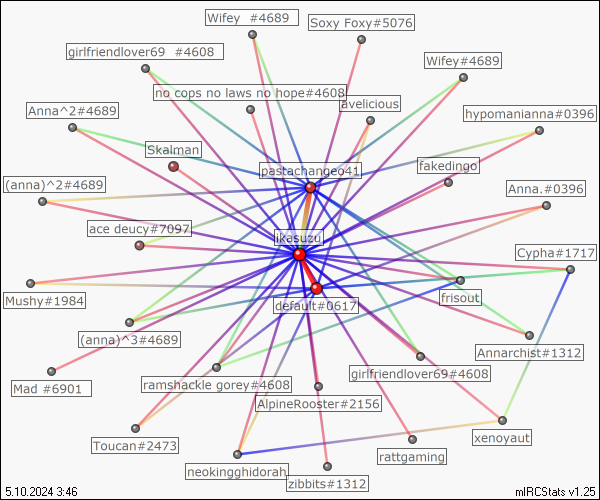 Wifey #4689
Soxy Foxy#5076
girlfriendlover69 #4608
Wifey#4689
no cops no laws no hope#4608
avelicious
Anna^2#4689
hypomanianna#0396
Skalman
pastachangeo41
fakedingo
(anna)^2#4689
Anna.#0396
ace deucy#7097
ikasuzu
Cypha#1717
Mushy#1984
default#0617
frisout
(anna)^3#4689
Annarchist#1312
Mad #6901
ramshackle gorey#4608
girlfriendlover69#4608
AlpineRooster#2156
Toucan#2473
xenoyaut
neokingghidorah
rattgaming
zibbits#1312
5.10.2024 3:46
mIRCStats v1.25